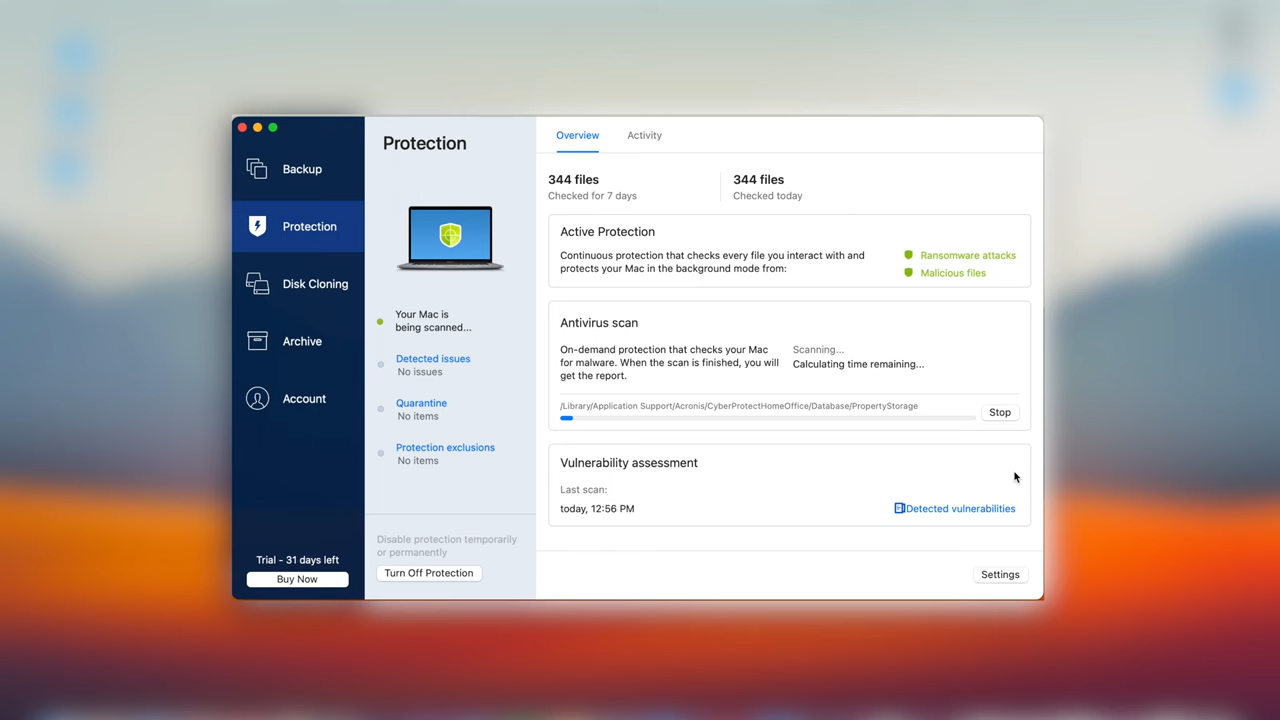 Backup
Protection
Disk Cloning
Archive
Account
Trial - 31 days left
Buy Now
Protection
Your Mac is
being scanned...
Detected issues
No issues
Quarantine
No items
Protection exclusions
No items
Disable protection temporarily
or permanently
Turn Off Protection
Overview
Activity
344 files
Checked for 7 days
344 files
Checked today
Active Protection
Continuous protection that checks every file you interact with and
protects your Mac in the background mode from:
Ransomware attacks
Malicious files
Antivirus scan
On-demand protection that checks your Mac
for malware. When the scan is finished, you will
get the report.
Scanning...
Calculating time remaining...
/Library/Application Support/Acronis/CyberProtectHomeOffice/Database/PropertyStorage
Stop
Vulnerability assessment
Last scan:
today, 12:56 PM
Detected vulnerabilities
Settings